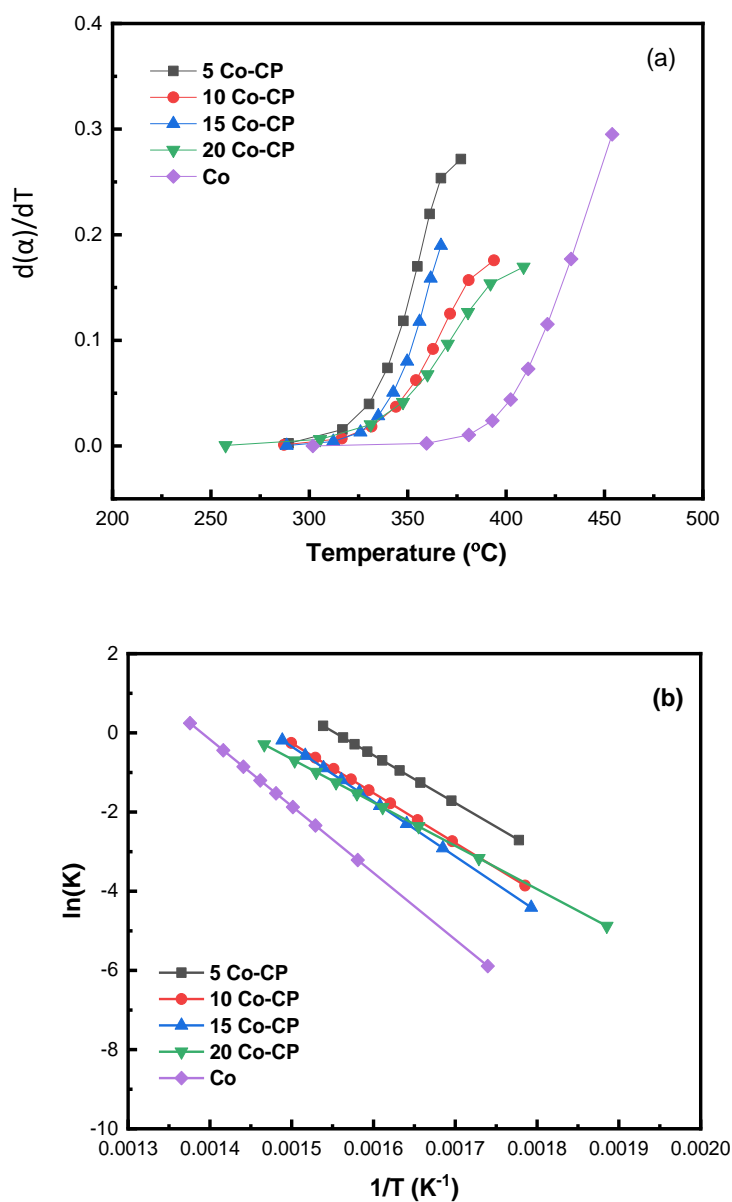 0.4
0.3
0.2
0.1
0.0
d(α)/dT
(a)
5 Co-CP
10 Co-CP
15 Co-CP
20 Co-CP
Co
200 250 300 350 400 450 500
Temperature (ºC)
2
0
-2
-4
-6
-8
-10
ln(K)
(b)
5 Co-CP
10 Co-CP
15 Co-CP
20 Co-CP
Co
0.0013 0.0014 0.0015 0.0016 0.0017 0.0018 0.0019 0.0020
1/T (K⁻¹)